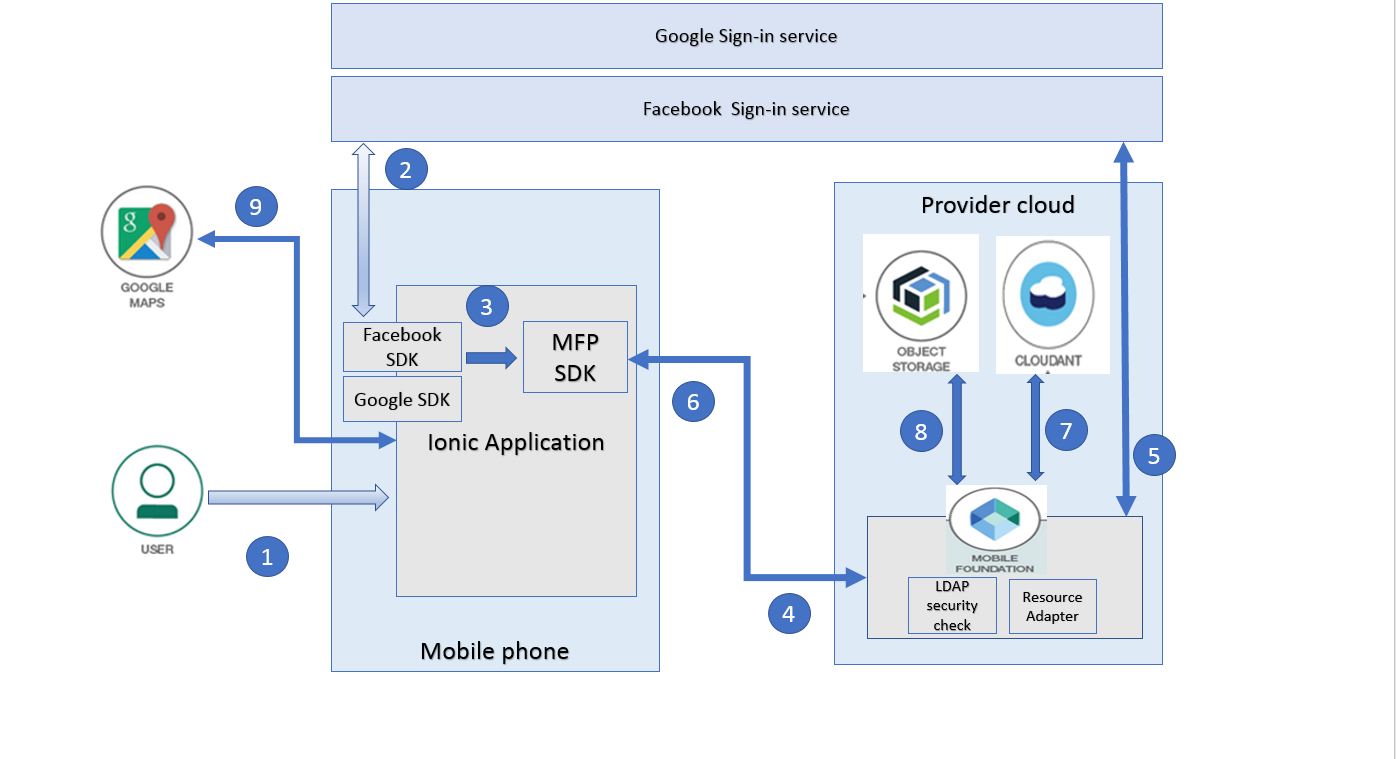 Google Sign-in service
Facebook Sign-in service
2
9
Provider cloud
g
GOOGLE
MAPS
3
Facebook
SDK
MFP
SDK
OBJECT
STORAGE
CLOUDANT
Google SDK
6
8
7
Ionic Application
5
USER
1
MOBILE
FOUNDATION
LDAP
security
check
Resource
Adapter
4
Mobile phone